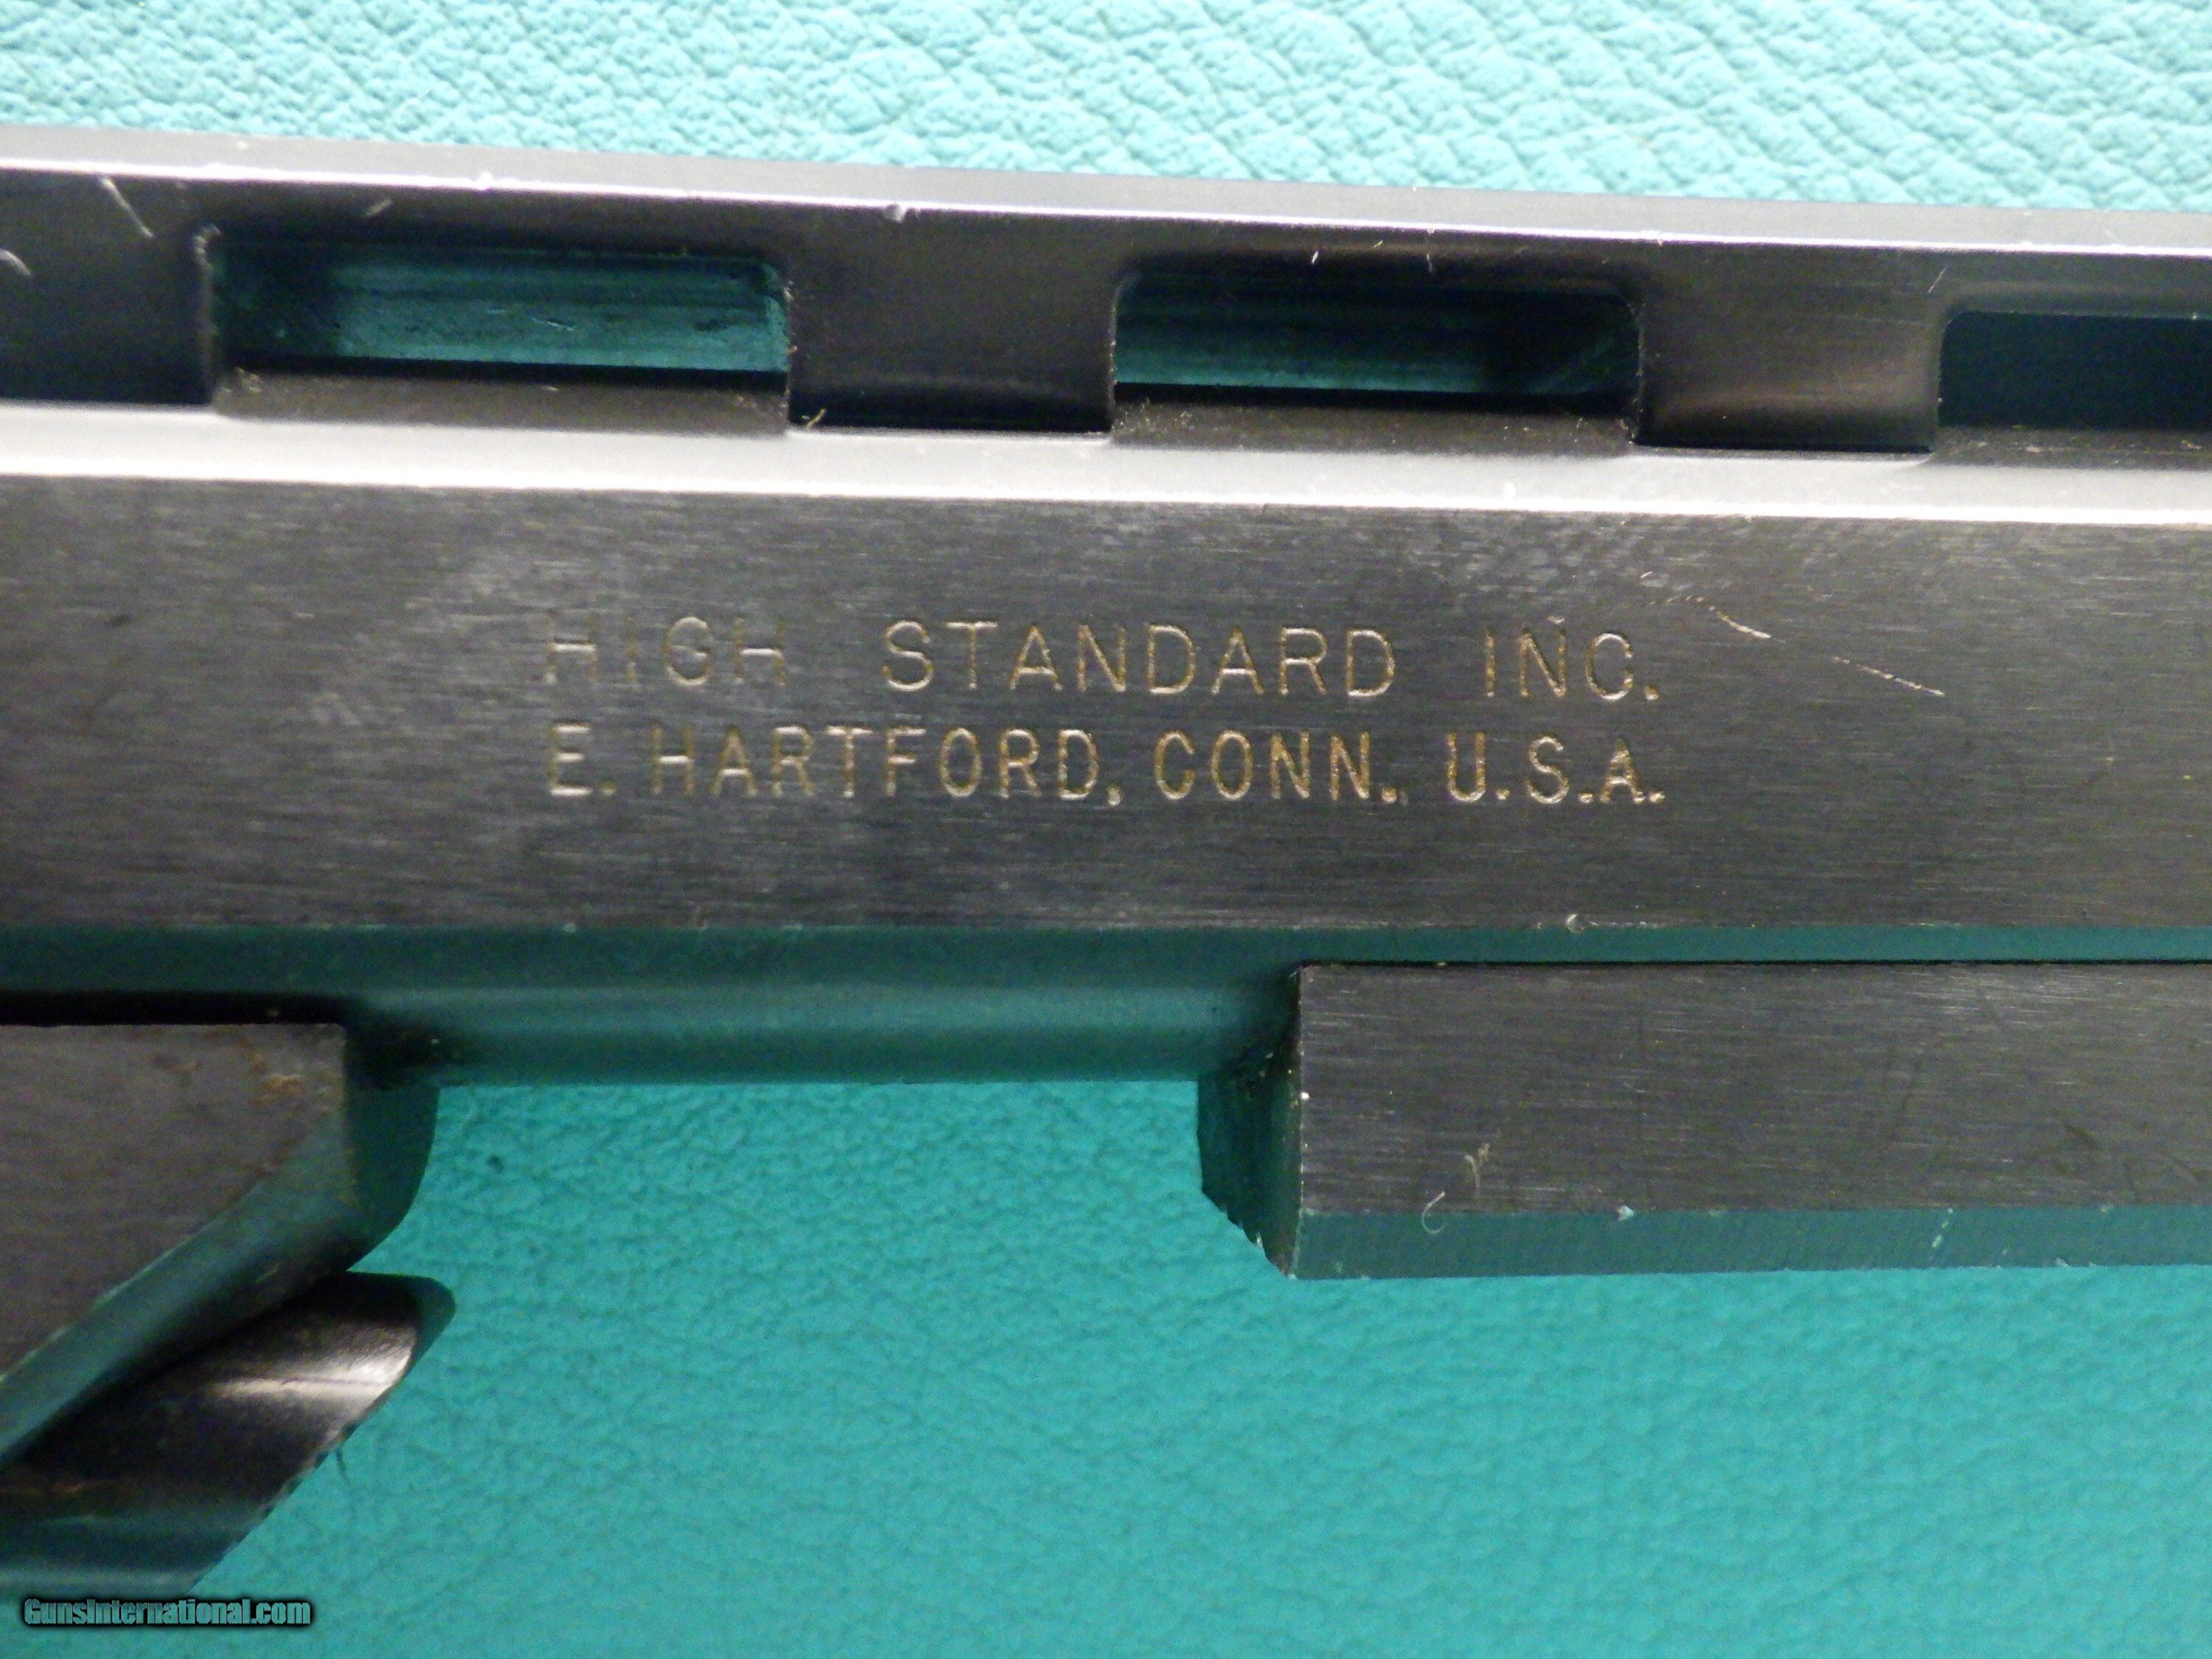 HIGH STANDARD INC.
E. HARTFORD, CONN., U.S.A.
GunsInternational.com